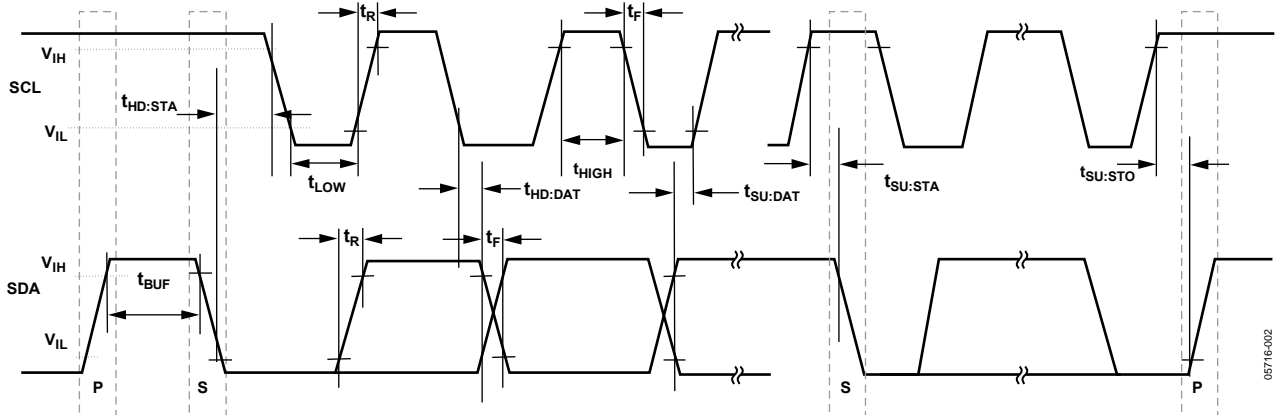 tR
tF
VIH
SCL
tHD:STA
VIL
tLOW
tHIGH
tHD:DAT
tSU:DAT
tSU:STA
tSU:STO
tR
tF
VIH
SDA
tBUF
VIL
P
S
S
P
05716-002